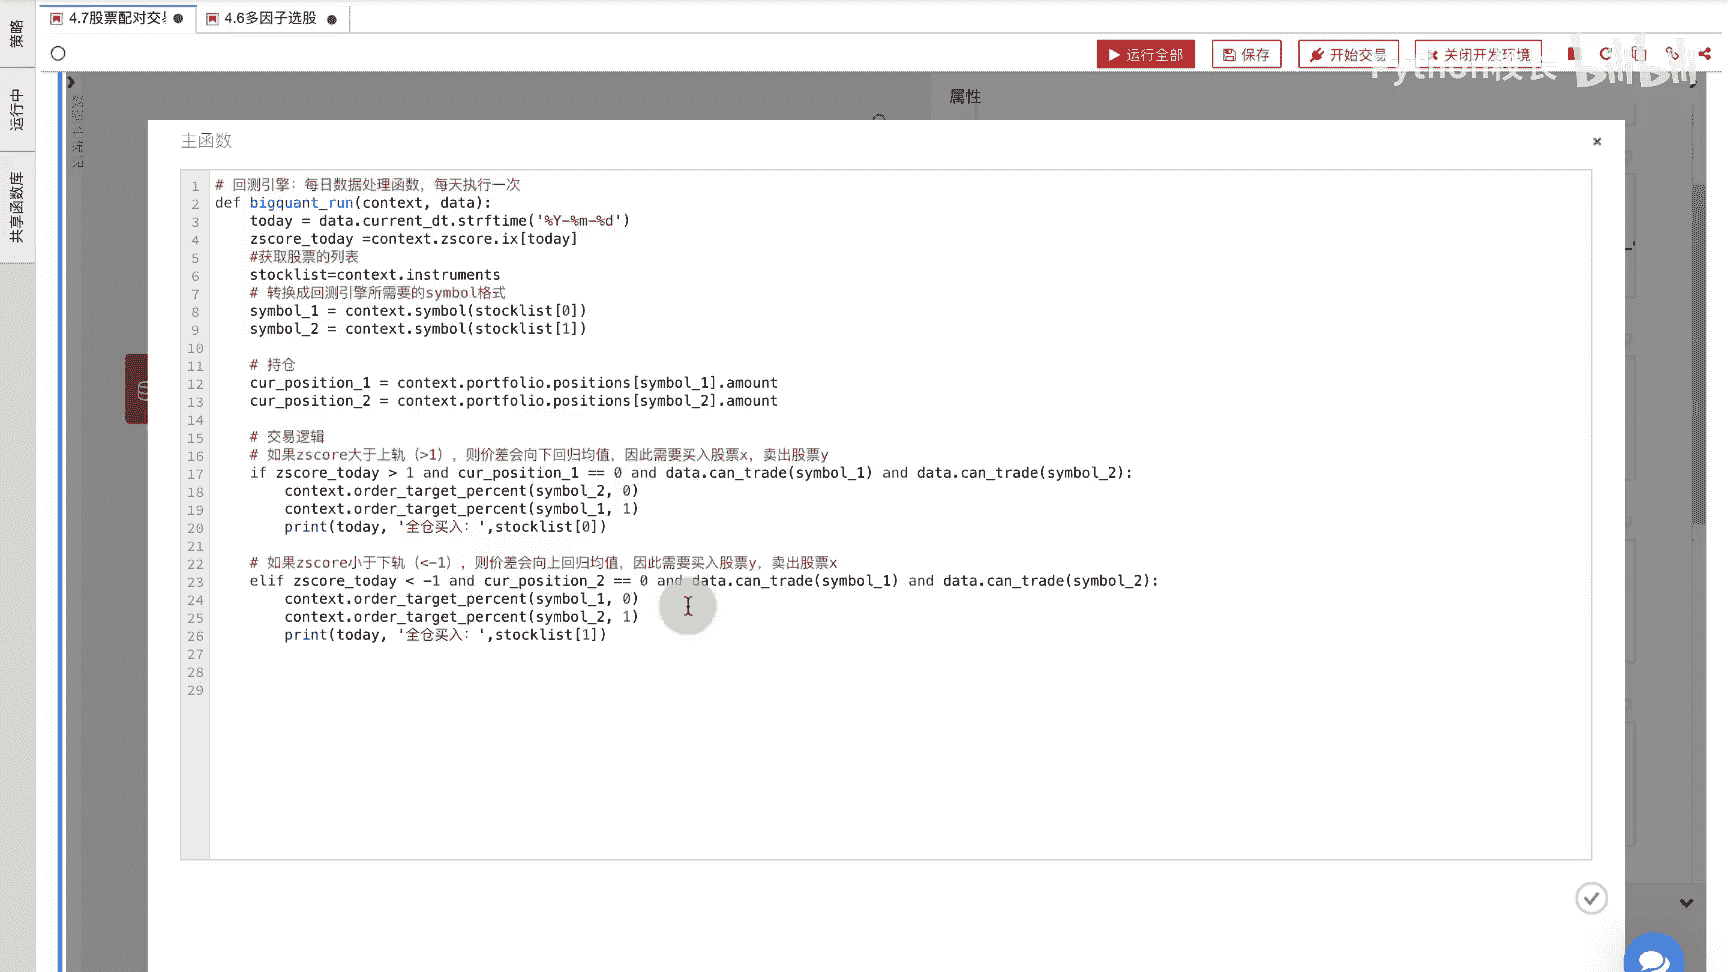 策略
运行中
共享函数库
4.7股票配对交易
4.6多因子选股
运行全部
保存
开始交易
关闭开发环境
Python校长
bilibili
属性
主函数
1 # 回测引擎：每日数据处理函数，每天执行一次
2 def bigquant_run(context, data):
3 today = data.current_dt.strftime('%Y-%m-%d')
4 zscore_today =context.zscore.ix[today]
5 #获取股票的列表
6 stocklist=context.instruments
7 # 转换成回测引擎所需要的symbol格式
8 symbol_1 = context.symbol(stocklist[0])
9 symbol_2 = context.symbol(stocklist[1])
10
11 # 持仓
12 cur_position_1 = context.portfolio.positions[symbol_1].amount
13 cur_position_2 = context.portfolio.positions[symbol_2].amount
14
15 # 交易逻辑
16 # 如果zscore大于上轨（>1），则价差会向下回归均值，因此需要买入股票x，卖出股票y
17 if zscore_today > 1 and cur_position_1 == 0 and data.can_trade(symbol_1) and data.can_trade(symbol_2):
18 context.order_target_percent(symbol_2, 0)
19 context.order_target_percent(symbol_1, 1)
20 print(today, '全仓买入：',stocklist[0])
21
22 # 如果zscore小于下轨（<-1），则价差会向上回归均值，因此需要买入股票y，卖出股票x
23 elif zscore_today < -1 and cur_position_2 == 0 and data.can_trade(symbol_1) and data.can_trade(symbol_2):
24 context.order_target_percent(symbol_1, 0)
25 context.order_target_percent(symbol_2, 1)
26 print(today, '全仓买入：',stocklist[1])
27
28
29